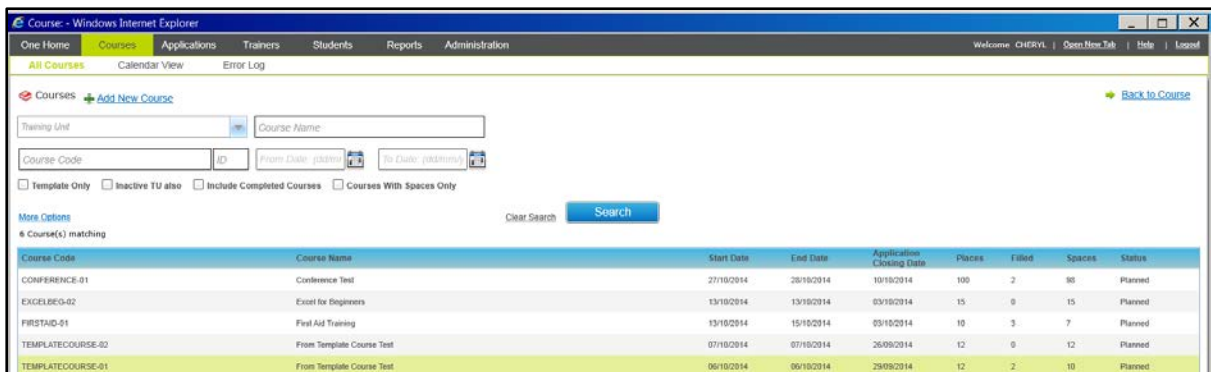 Course: - Windows Internet Explorer
One Home Courses Applications Trainers Students Reports Administration Welcome CHERYL | Open New Tab | Help | Logout
All Courses Calendar View Error Log
Courses Add New Course Back to Course
Training Unit Course Name
Course Code ID From Date: (dd/mm/ To Date: (dd/mm/y
Template Only Inactive TU also Include Completed Courses Courses With Spaces Only
More Options Clear Search Search
6 Course(s) matching
Course Code Course Name Start Date End Date Application Closing Date Places Filled Spaces Status
CONFERENCE-01 Conference Test 27/10/2014 28/10/2014 10/10/2014 100 2 98 Planned
EXCELBEG-02 Excel for Beginners 13/10/2014 13/10/2014 03/10/2014 15 0 15 Planned
FIRSTAID-01 First Aid Training 13/10/2014 15/10/2014 03/10/2014 10 3 7 Planned
TEMPLATECOURSE-02 From Template Course Test 07/10/2014 07/10/2014 26/09/2014 12 0 12 Planned
TEMPLATECOURSE-01 From Template Course Test 06/10/2014 06/10/2014 29/09/2014 12 2 10 Planned